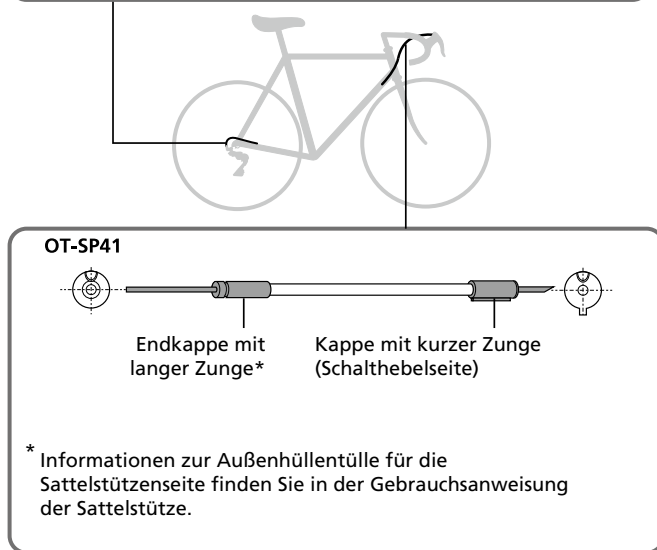 OT-SP41
Endkappe mit
langer Zunge*
Kappe mit kurzer Zunge
(Schalthebelseite)
* Informationen zur Außenhüllentülle für die
Sattelstützenseite finden Sie in der Gebrauchsanweisung
der Sattelstütze.